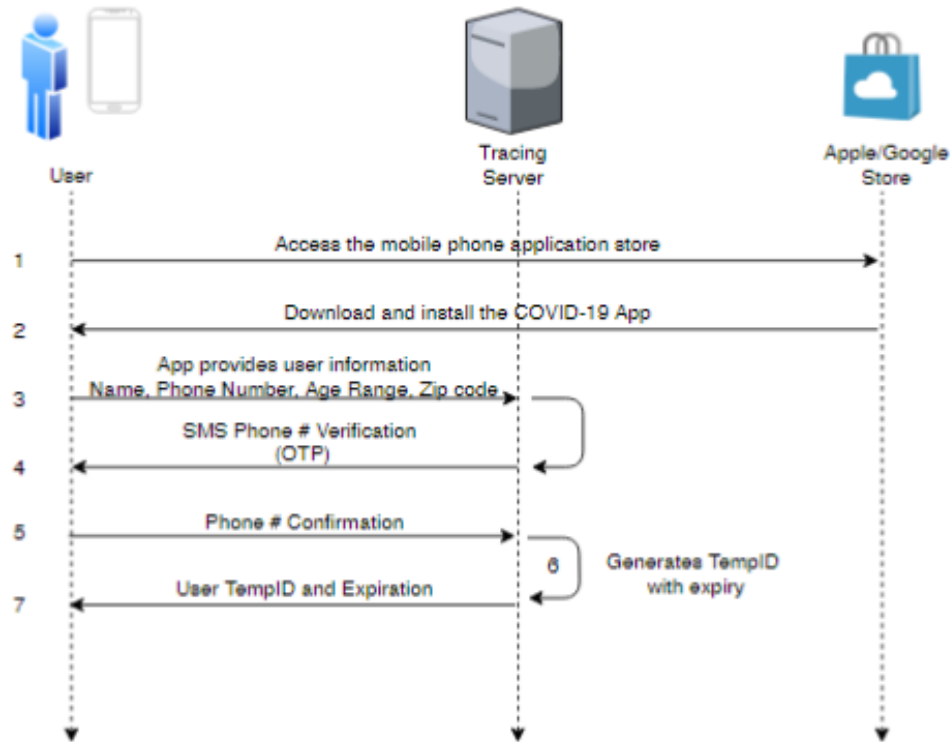 User
Tracing
Server
Apple/Google
Store
1
Access the mobile phone application store
2
Download and install the COVID-19 App
App provides user information
3
Name, Phone Number, Age Range, Zip code
SMS Phone # Verification
(OTP)
4
5
Phone # Confirmation
6
Generates TempID
with expiry
7
User TempID and Expiration